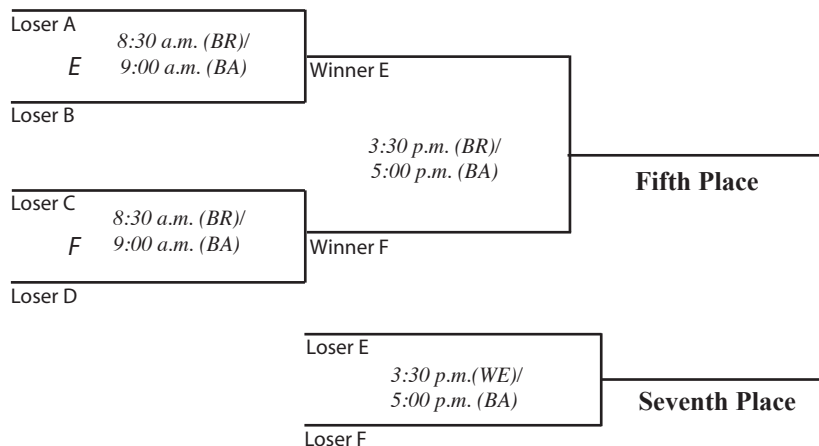 Loser A
8:30 a.m. (BR)/
E 9:00 a.m. (BA)
Loser B
Winner E
3:30 p.m. (BR)/
5:00 p.m. (BA)
Fifth Place
Loser C
8:30 a.m. (BR)/
F 9:00 a.m. (BA)
Loser D
Winner F
Loser E
3:30 p.m.(WE)/
5:00 p.m. (BA)
Seventh Place
Loser F